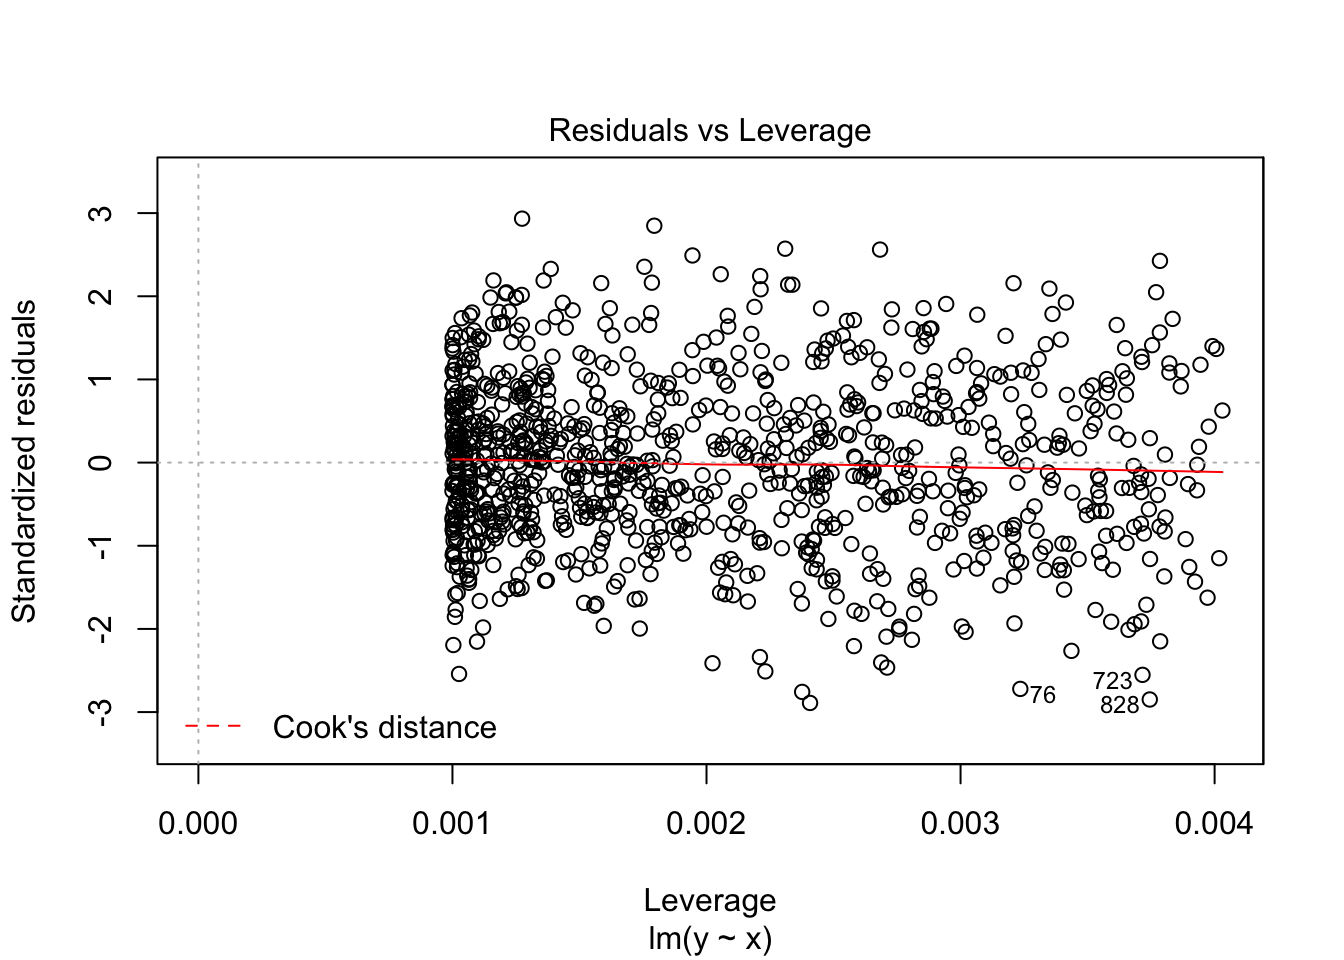 Residuals vs Leverage
Standardized residuals
3
2
1
0
-1
-2
-3
76
723
828
Cook's distance
0.000 0.001 0.002 0.003 0.004
Leverage
lm(y ~ x)